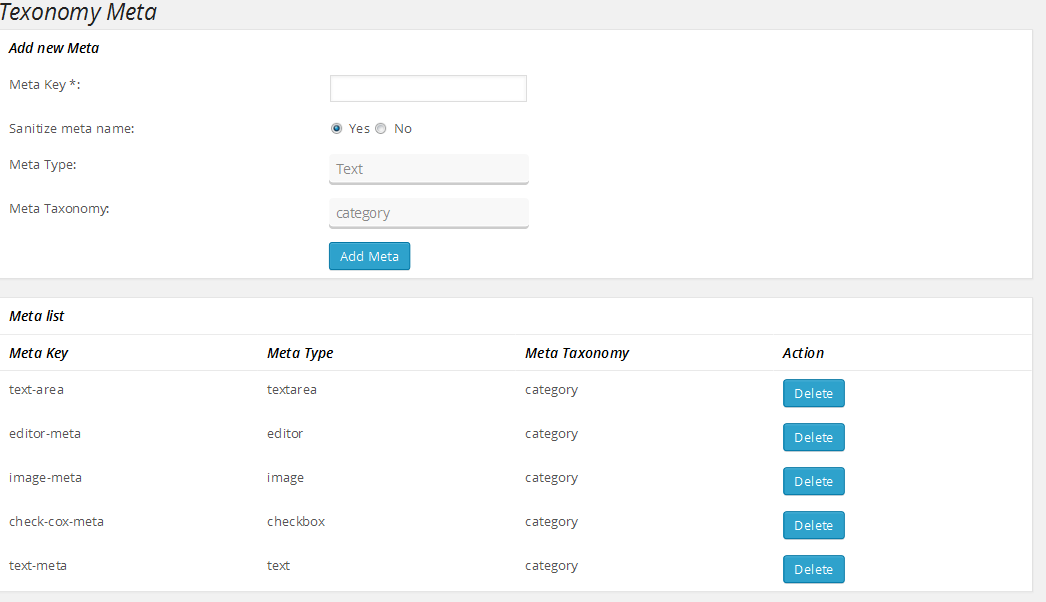 Texonomy Meta
Add new Meta
Meta Key *:
Sanitize meta name: Yes No
Meta Type: Text
Meta Taxonomy: category
Add Meta
Meta list
Meta Key Meta Type Meta Taxonomy Action
text-area textarea category Delete
editor-meta editor category Delete
image-meta image category Delete
check-cox-meta checkbox category Delete
text-meta text category Delete